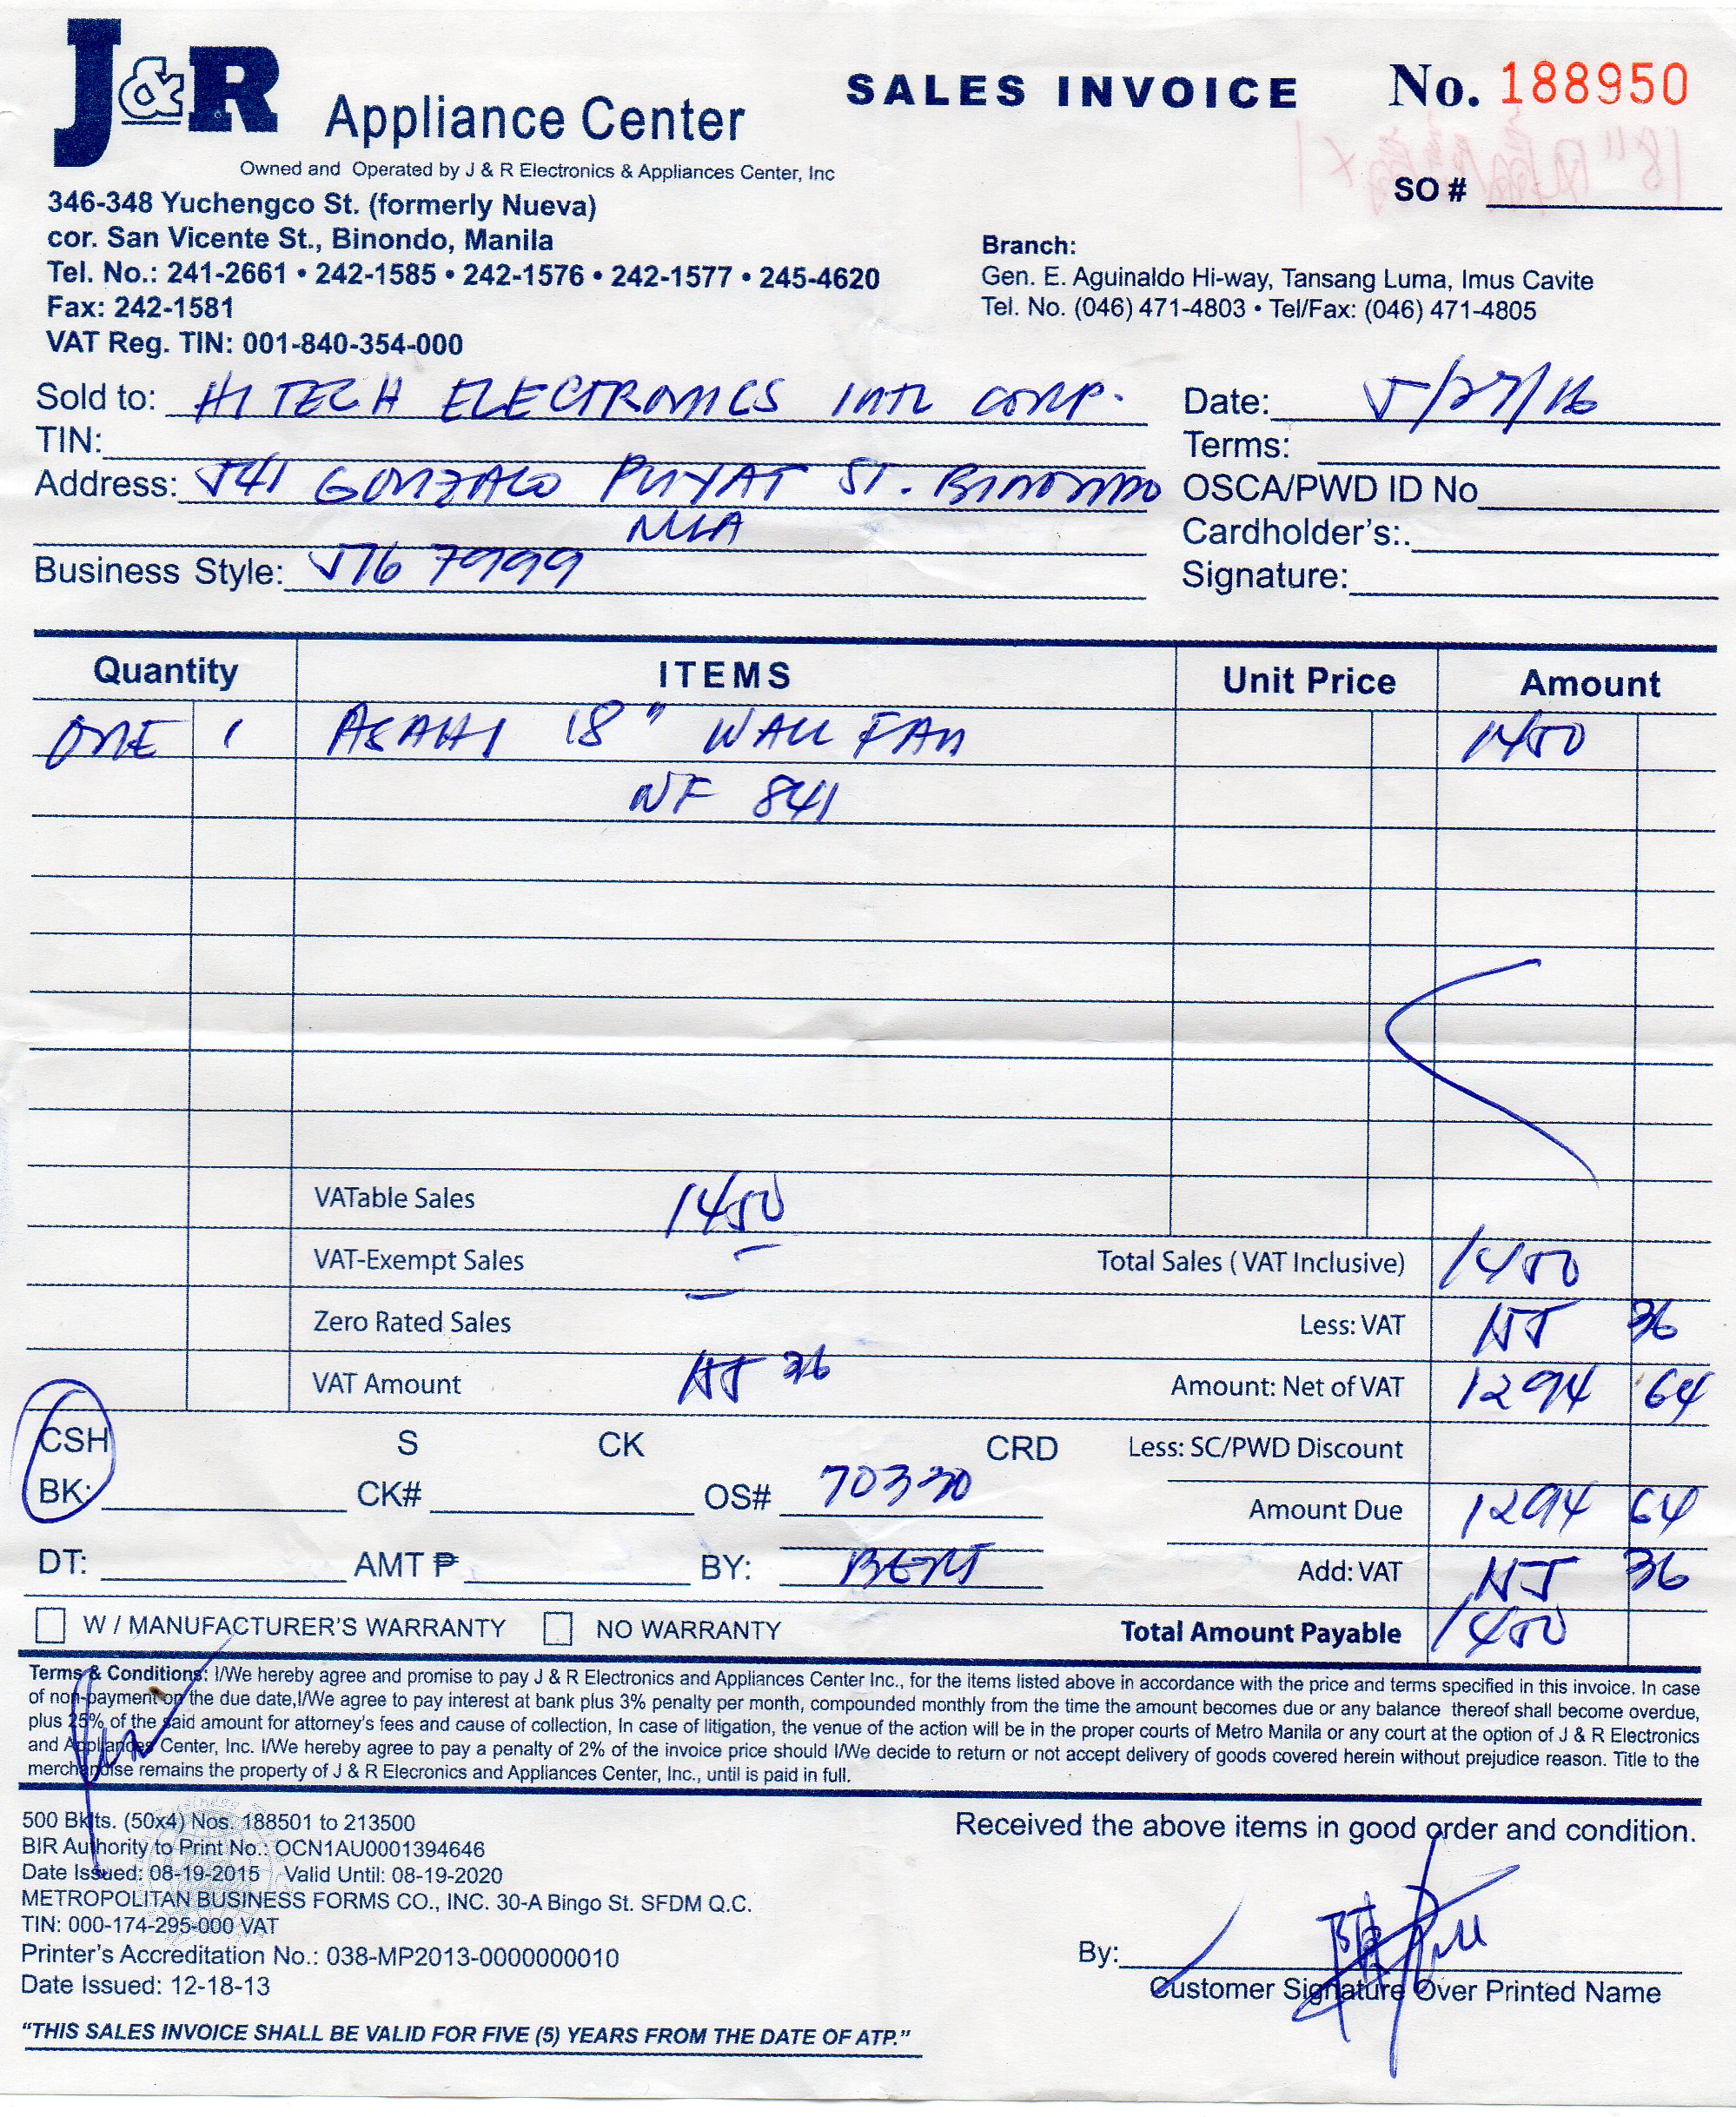 J&R Appliance Center
SALES INVOICE No. 188950
Owned and Operated by J & R Electronics & Appliances Center, Inc
SO #
346-348 Yuchengco St. (formerly Nueva)
cor. San Vicente St., Binondo, Manila
Tel. No.: 241-2661 • 242-1585 • 242-1576 • 242-1577 • 245-4620
Fax: 242-1581
VAT Reg. TIN: 001-840-354-000
Branch:
Gen. E. Aguinaldo Hi-way, Tansang Luma, Imus Cavite
Tel. No. (046) 471-4803 • Tel/Fax: (046) 471-4805
Sold to: HI TECH ELECTRONICS INTL CORP.
TIN:
Address: 541 GONZALO PUYAT ST. BINONDO
MLA
Business Style: 516 7999
Date: 5/27/16
Terms:
OSCA/PWD ID No
Cardholder's:.
Signature:
Quantity ITEMS Unit Price Amount
ONE 1 ASAHI 18" WALL FAN 1450
NF 841
VATable Sales 1450
VAT-Exempt Sales – Total Sales ( VAT Inclusive) 1450
Zero Rated Sales – Less: VAT 155 36
VAT Amount 155 36 Amount: Net of VAT 1294 64
CSH S CK CRD Less: SC/PWD Discount
BK: CK# OS# 70330 Amount Due 1294 64
DT: AMT ₱ BY: BERT Add: VAT 155 36
W / MANUFACTURER'S WARRANTY NO WARRANTY Total Amount Payable 1450
Terms & Conditions: I/We hereby agree and promise to pay J & R Electronics and Appliances Center Inc., for the items listed above in accordance with the price and terms specified in this invoice. In case
of non-payment on the due date,I/We agree to pay interest at bank plus 3% penalty per month, compounded monthly from the time the amount becomes due or any balance thereof shall become overdue,
plus 25% of the said amount for attorney's fees and cause of collection, In case of litigation, the venue of the action will be in the proper courts of Metro Manila or any court at the option of J & R Electronics
and Appliances Center, Inc. I/We hereby agree to pay a penalty of 2% of the invoice price should I/We decide to return or not accept delivery of goods covered herein without prejudice reason. Title to the
merchandise remains the property of J & R Elecronics and Appliances Center, Inc., until is paid in full.
500 Bklts. (50x4) Nos. 188501 to 213500
BIR Authority to Print No.: OCN1AU0001394646
Date Issued: 08-19-2015 Valid Until: 08-19-2020
METROPOLITAN BUSINESS FORMS CO., INC. 30-A Bingo St. SFDM Q.C.
TIN: 000-174-295-000 VAT
Printer's Accreditation No.: 038-MP2013-0000000010
Date Issued: 12-18-13
"THIS SALES INVOICE SHALL BE VALID FOR FIVE (5) YEARS FROM THE DATE OF ATP."
Received the above items in good order and condition.
By:
Customer Signature Over Printed Name